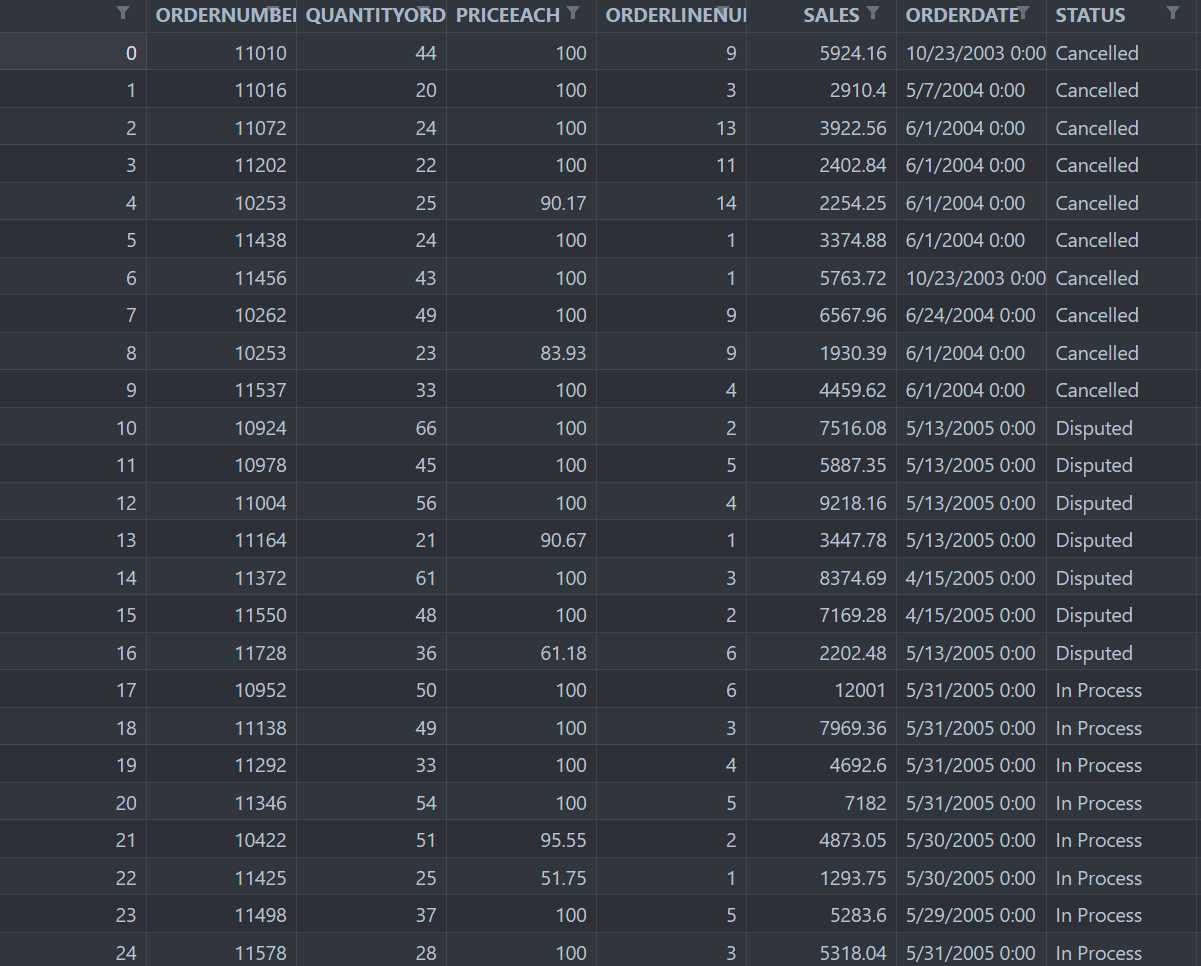 ORDERNUMBEI QUANTITYORD PRICEEACH ORDERLINENUI SALES ORDERDATE STATUS
0 11010 44 100 9 5924.16 10/23/2003 0:00 Cancelled
1 11016 20 100 3 2910.4 5/7/2004 0:00 Cancelled
2 11072 24 100 13 3922.56 6/1/2004 0:00 Cancelled
3 11202 22 100 11 2402.84 6/1/2004 0:00 Cancelled
4 10253 25 90.17 14 2254.25 6/1/2004 0:00 Cancelled
5 11438 24 100 1 3374.88 6/1/2004 0:00 Cancelled
6 11456 43 100 1 5763.72 10/23/2003 0:00 Cancelled
7 10262 49 100 9 6567.96 6/24/2004 0:00 Cancelled
8 10253 23 83.93 9 1930.39 6/1/2004 0:00 Cancelled
9 11537 33 100 4 4459.62 6/1/2004 0:00 Cancelled
10 10924 66 100 2 7516.08 5/13/2005 0:00 Disputed
11 10978 45 100 5 5887.35 5/13/2005 0:00 Disputed
12 11004 56 100 4 9218.16 5/13/2005 0:00 Disputed
13 11164 21 90.67 1 3447.78 5/13/2005 0:00 Disputed
14 11372 61 100 3 8374.69 4/15/2005 0:00 Disputed
15 11550 48 100 2 7169.28 4/15/2005 0:00 Disputed
16 11728 36 61.18 6 2202.48 5/13/2005 0:00 Disputed
17 10952 50 100 6 12001 5/31/2005 0:00 In Process
18 11138 49 100 3 7969.36 5/31/2005 0:00 In Process
19 11292 33 100 4 4692.6 5/31/2005 0:00 In Process
20 11346 54 100 5 7182 5/31/2005 0:00 In Process
21 10422 51 95.55 2 4873.05 5/30/2005 0:00 In Process
22 11425 25 51.75 1 1293.75 5/30/2005 0:00 In Process
23 11498 37 100 5 5283.6 5/29/2005 0:00 In Process
24 11578 28 100 3 5318.04 5/31/2005 0:00 In Process